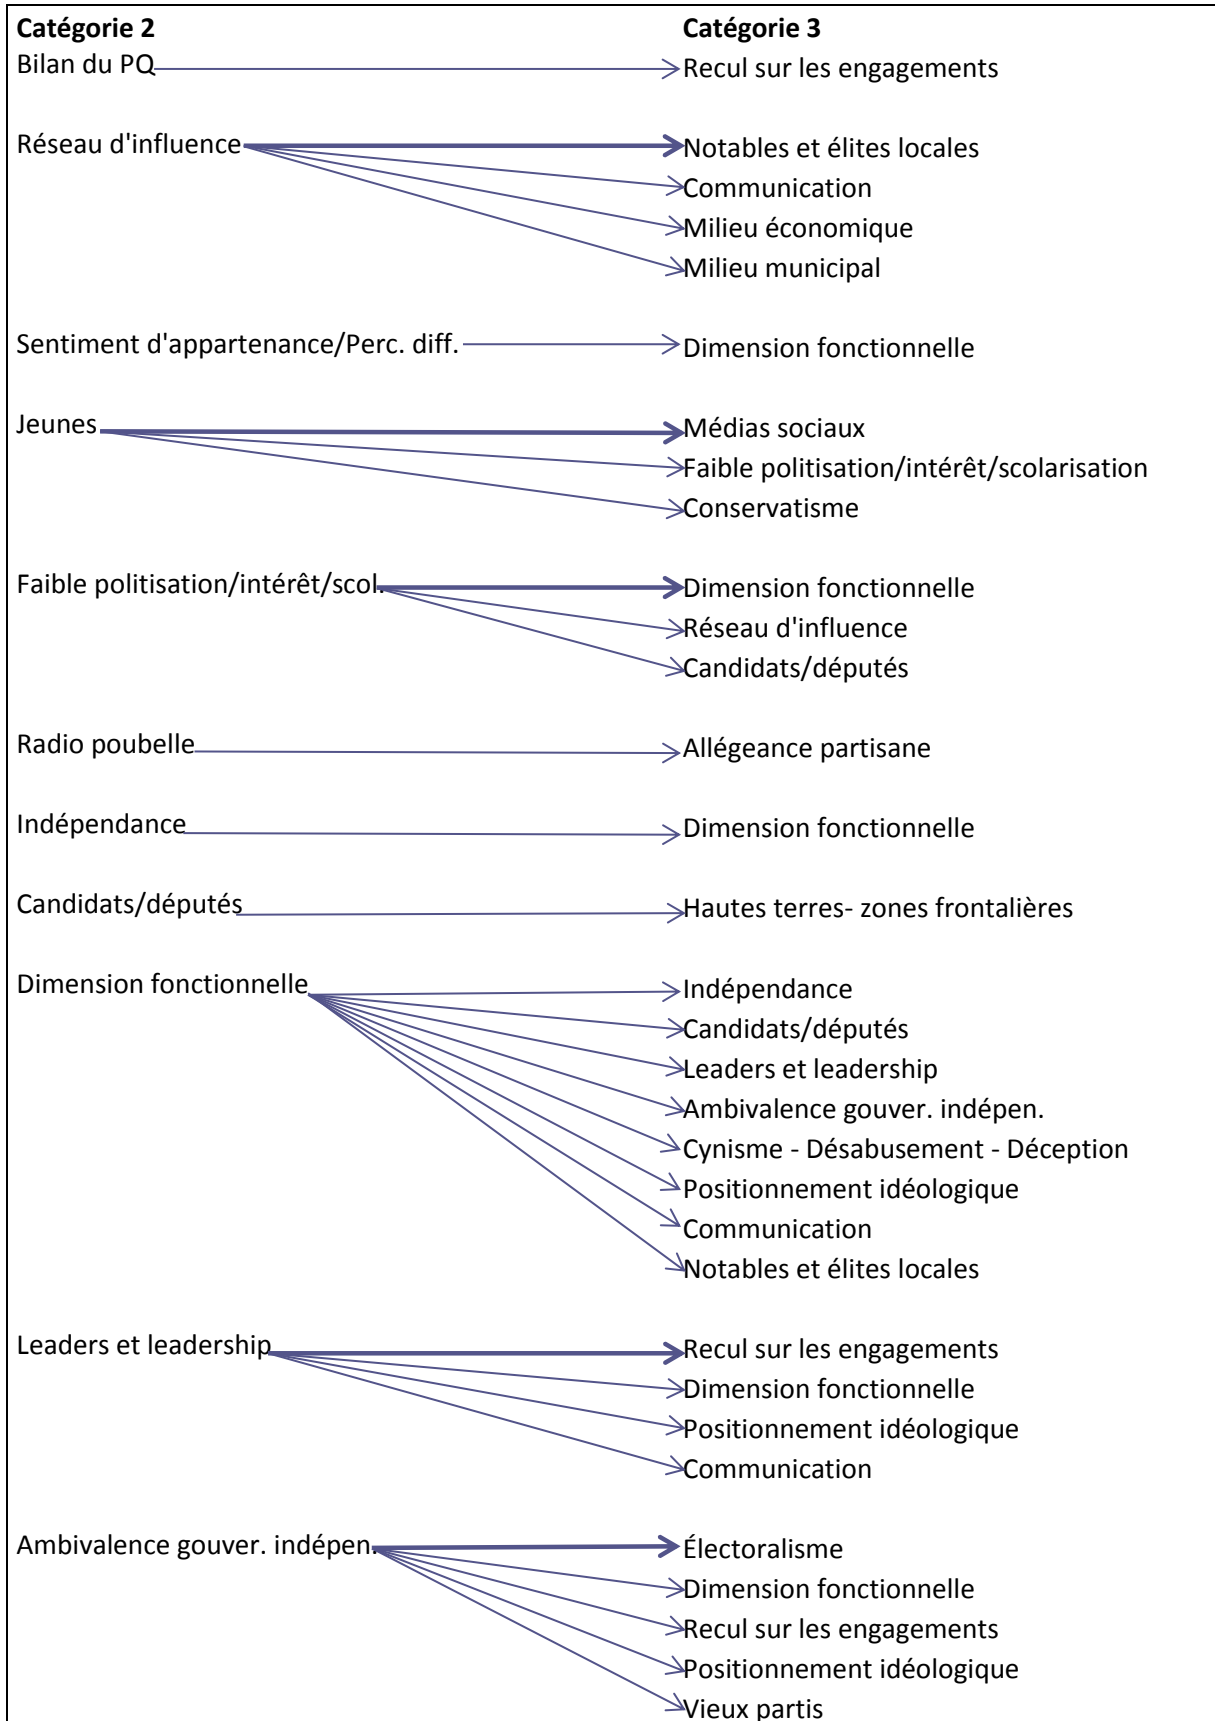 Catégorie 2 Catégorie 3
Bilan du PQ Recul sur les engagements
Réseau d'influence Notables et élites locales
Communication
Milieu économique
Milieu municipal
Sentiment d'appartenance/Perc. diff. Dimension fonctionnelle
Jeunes Médias sociaux
Faible politisation/intérêt/scolarisation
Conservatisme
Faible politisation/intérêt/scol. Dimension fonctionnelle
Réseau d'influence
Candidats/députés
Radio poubelle Allégeance partisane
Indépendance Dimension fonctionnelle
Candidats/députés Hautes terres- zones frontalières
Dimension fonctionnelle Indépendance
Candidats/députés
Leaders et leadership
Ambivalence gouver. indépen.
Cynisme - Désabusement - Déception
Positionnement idéologique
Communication
Notables et élites locales
Leaders et leadership Recul sur les engagements
Dimension fonctionnelle
Positionnement idéologique
Communication
Ambivalence gouver. indépen. Électoralisme
Dimension fonctionnelle
Recul sur les engagements
Positionnement idéologique
Vieux partis